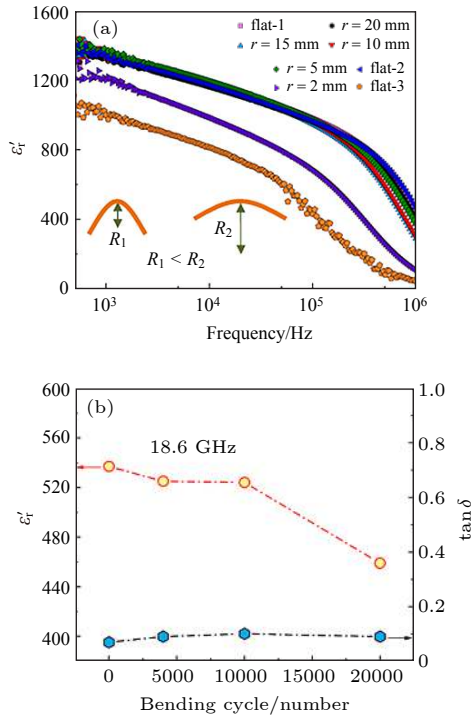 (a)
flat-1 r = 20 mm
r = 15 mm r = 10 mm
r = 5 mm flat-2
r = 2 mm flat-3
1600
1200
800
400
0
ε′r
R1
R2
R1 < R2
10³ 10⁴ 10⁵ 10⁶
Frequency/Hz
(b)
18.6 GHz
600
560
520
480
440
400
ε′r
1.0
0.8
0.6
0.4
0.2
0
tan δ
0 5000 10000 15000 20000
Bending cycle/number